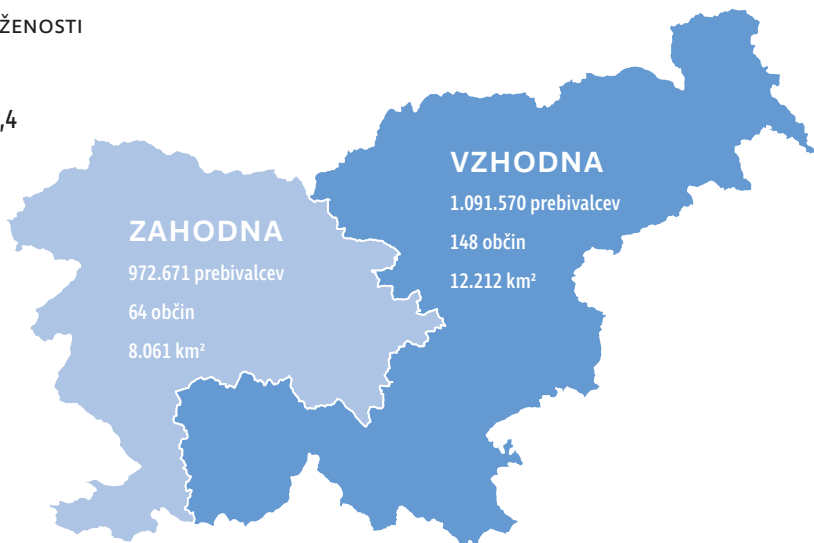 ŽENOSTI
,4
VZHODNA
1.091.570 prebivalcev
148 občin
12.212 km²
ZAHODNA
972.671 prebivalcev
64 občin
8.061 km²